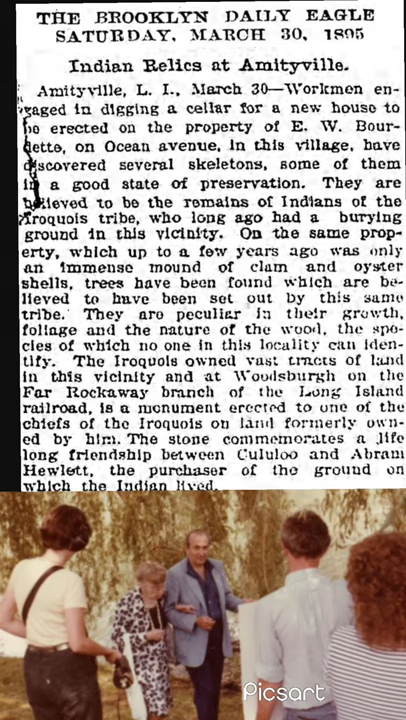 THE BROOKLYN DAILY EAGLE
SATURDAY, MARCH 30, 1895
Indian Relics at Amityville.
Amityville, L. I., March 30—Workmen en-
gaged in digging a cellar for a new house to
be erected on the property of E. W. Bour-
dette, on Ocean avenue, in this village, have
discovered several skeletons, some of them
in a good state of preservation. They are
believed to be the remains of Indians of the
Iroquois tribe, who long ago had a burying
ground in this vicinity. On the same prop-
erty, which up to a few years ago was only
an immense mound of clam and oyster
shells, trees have been found which are be-
lieved to have been set out by this same
tribe. They are peculiar in their growth,
foliage and the nature of the wood, the spe-
cies of which no one in this locality can iden-
tify. The Iroquois owned vast tracts of land
in this vicinity and at Woodsburgh on the
Far Rockaway branch of the Long Island
railroad, is a monument erected to one of the
chiefs of the Iroquois on land formerly own-
ed by him. The stone commemorates a life
long friendship between Cululoo and Abram
Hewlett, the purchaser of the ground on
which the Indian lived.
Picsart